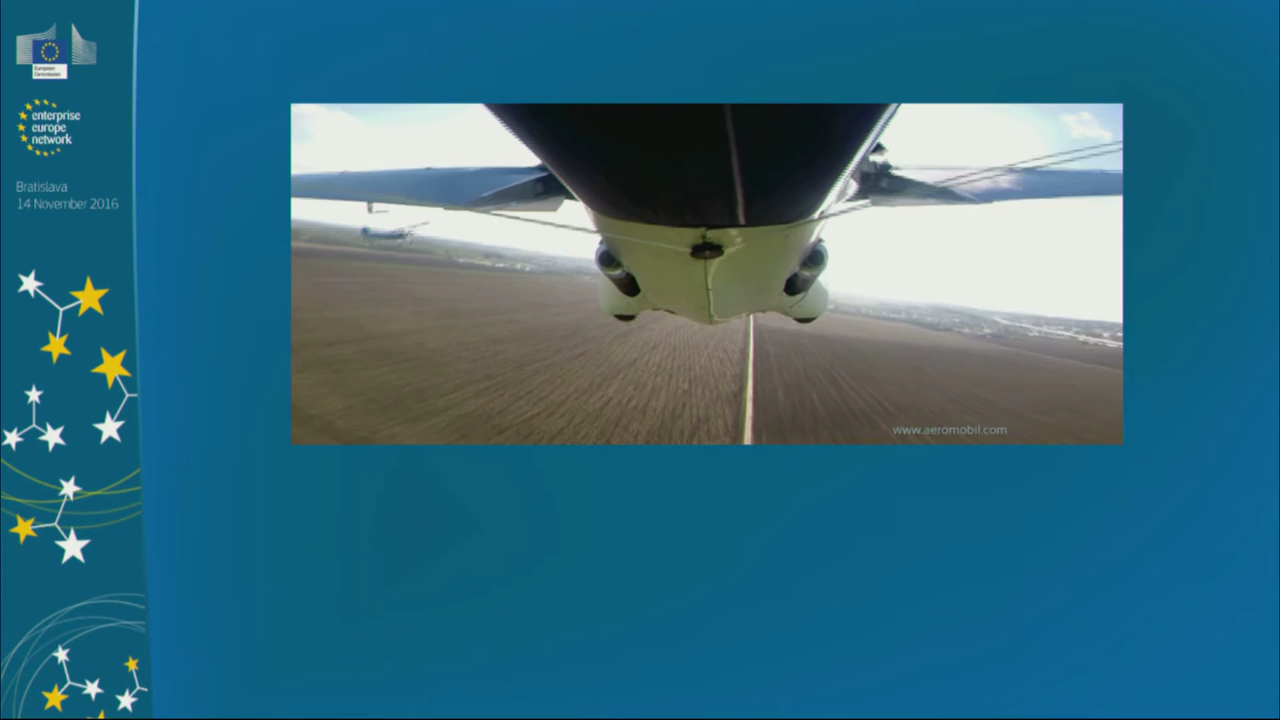 European
Commission
enterprise
europe
network
Bratislava
14 November 2016
www.aeromobil.com